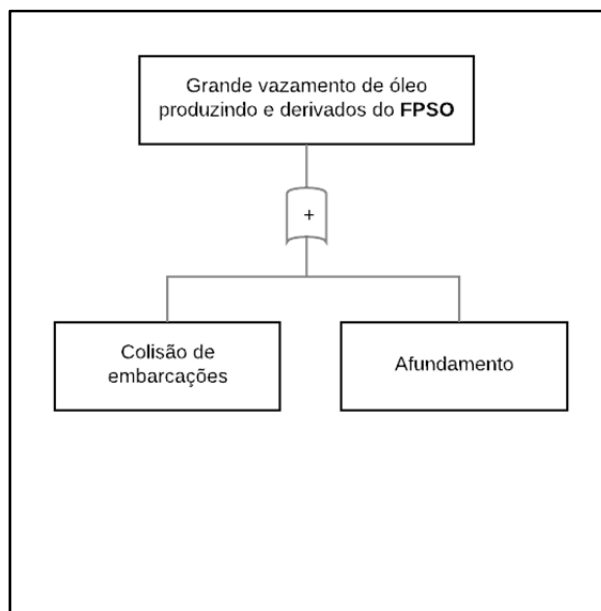 Grande vazamento de óleo
produzindo e derivados do FPSO
+
Colisão de
embarcações
Afundamento